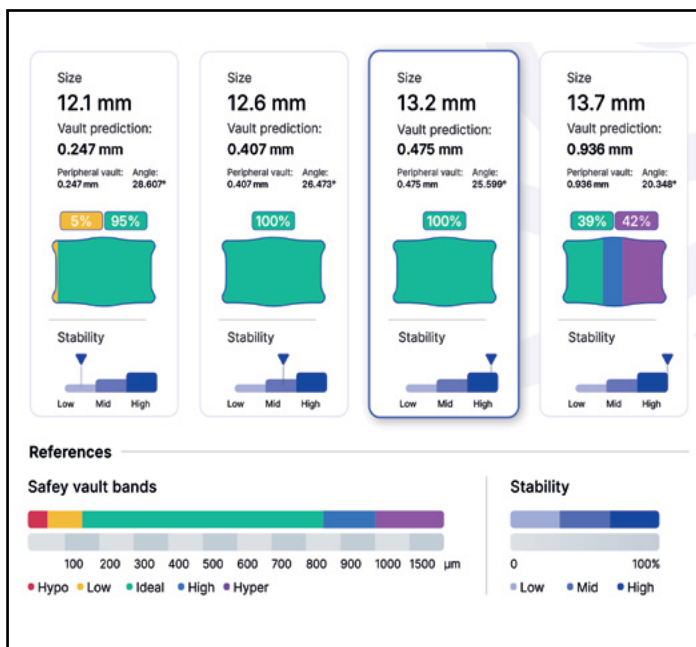 Size
12.1 mm
Vault prediction:
0.247 mm
Peripheral vault: Angle:
0.247 mm 28.607°
5% 95%
Stability
Low Mid High
Size
12.6 mm
Vault prediction:
0.407 mm
Peripheral vault: Angle:
0.407 mm 26.473°
100%
Stability
Low Mid High
Size
13.2 mm
Vault prediction:
0.475 mm
Peripheral vault: Angle:
0.475 mm 25.599°
100%
Stability
Low Mid High
Size
13.7 mm
Vault prediction:
0.936 mm
Peripheral vault: Angle:
0.936 mm 20.348°
39% 42%
Stability
Low Mid High
References
Safey vault bands
100 200 300 400 500 600 700 800 900 1000 1500 μm
Hypo Low Ideal High Hyper
Stability
0 100%
Low Mid High